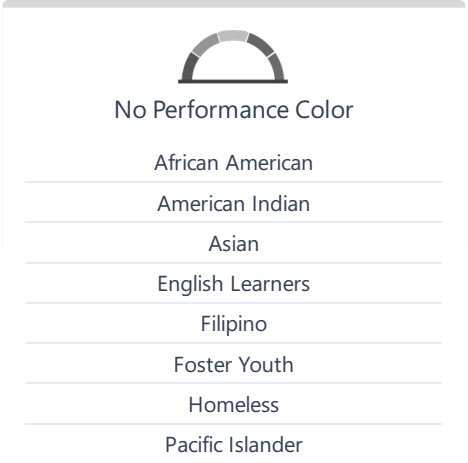 No Performance Color
African American
American Indian
Asian
English Learners
Filipino
Foster Youth
Homeless
Pacific Islander